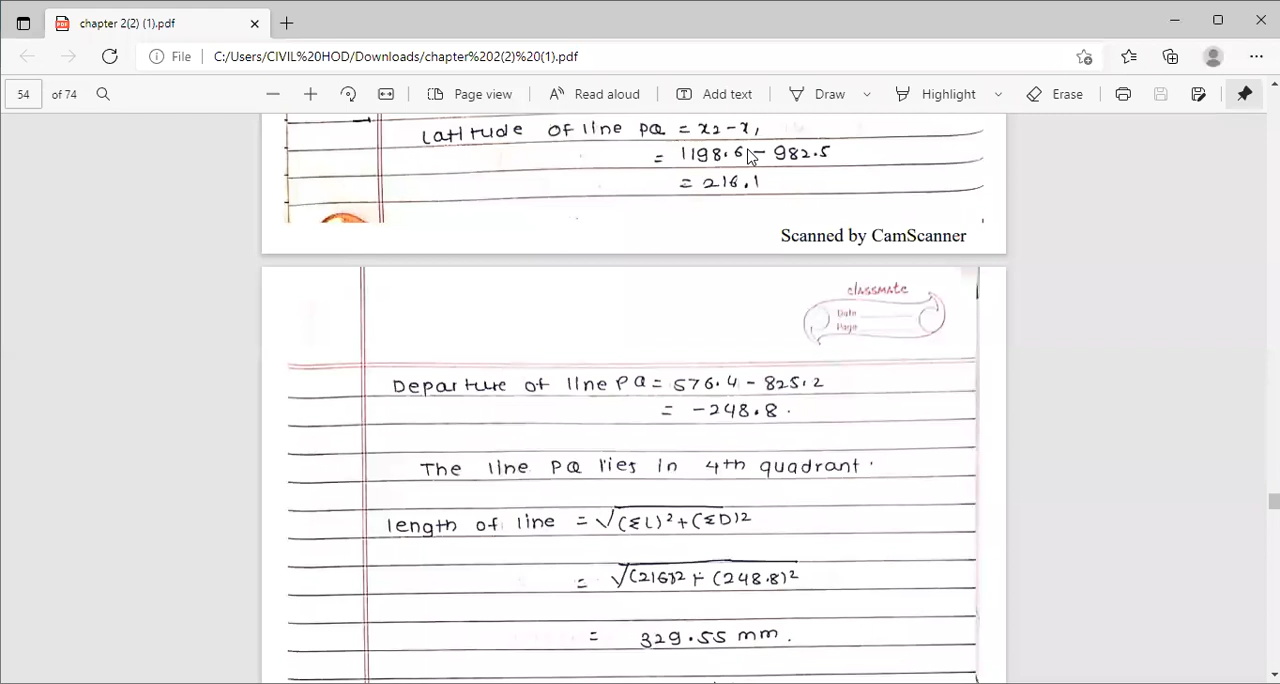 chapter 2(2) (1).pdf
File C:/Users/CIVIL%20HOD/Downloads/chapter%202(2)%20(1).pdf
54 of 74 Page view Read aloud Add text Draw Highlight Erase
Latitude of line PQ = x2-x1
= 1198.6 - 982.5
= 216.1
Scanned by CamScanner
classmate
Date
Page
Departure of line PQ = 576.4 - 825.2
= -248.8.
The line PQ lies in 4th quadrant.
length of line = √(ΣL)²+(ΣD)²
= √(216)² + (248.8)²
= 329.55 mm.